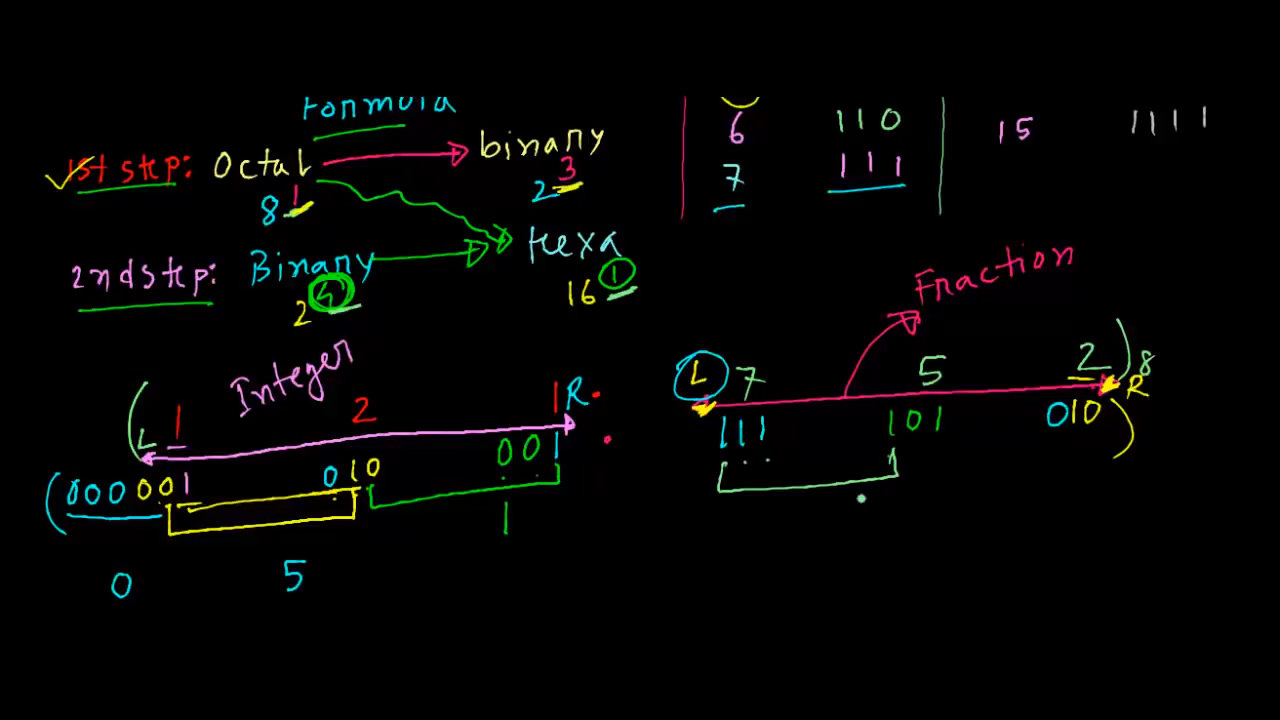 Formula
6 110 15 1111
1st step: Octal binary
7 111
8 1 2 3
Fraction
2nd step: Binary Hexa
2 4 16 1
Integer
( 1 2 1 R . L 7 5 2 ) 8
L R
( 000 001 010 001 111 101 010 )
1
0 5